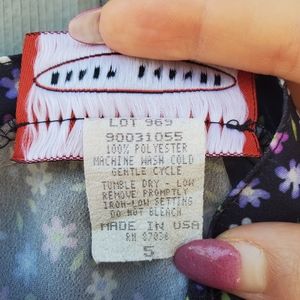 LOT 969
90031055
100% POLYESTER
MACHINE WASH COLD
GENTLE CYCLE
TUMBLE DRY - LOW
REMOVE PROMPTLY
IRON-LOW SETTING
DO NOT BLEACH
MADE IN USA
RN
5